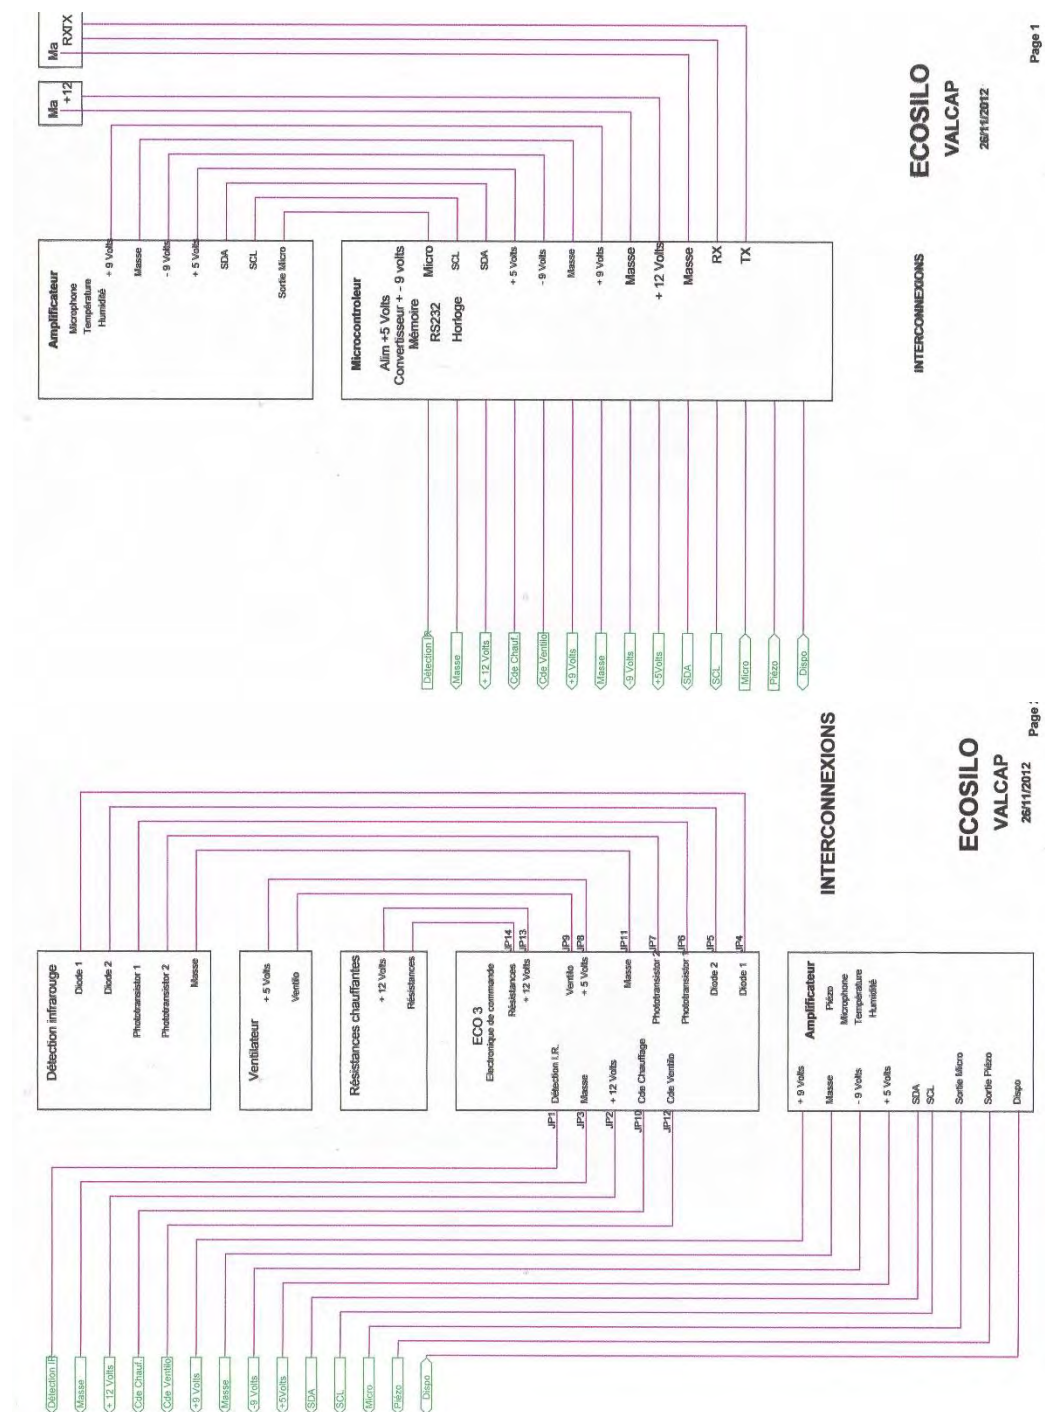 Ma
RXTX
Ma
+12
Amplificateur
Microphone
Température
Humidité
+ 9 Volts
Masse
- 9 Volts
+ 5 Volts
SDA
SCL
Sortie Micro
Microcontroleur
Alim +5 Volts
Convertisseur + - 9 volts
Mémoire
RS232
Horloge
Micro
SCL
SDA
+ 5 Volts
- 9 Volts
Masse
+ 9 Volts
Masse
+ 12 Volts
Masse
RX
TX
Détection IR
Masse
+ 12 Volts
Cde Chauf.
Cde Ventilo
+9 Volts
Masse
-9 Volts
+5Volts
SDA
SCL
Micro
Piézo
Dispo
INTERCONNEXIONS
ECOSILO
VALCAP
26/11/2012
Page 1
Détection infrarouge
Diode 1
Diode 2
Phototransistor 1
Phototransistor 2
Masse
Ventilateur
+ 5 Volts
Ventilo
Résistances chauffantes
+ 12 Volts
Résistances
ECO 3
Electronique de commande
JP14
Résistances
JP13
+ 12 Volts
JP9
Ventilo
JP8
+ 5 Volts
JP11
Masse
JP7
Phototransistor 2
JP6
Phototransistor 1
JP5
Diode 2
JP4
Diode 1
JP1
Détection I.R.
JP3
Masse
JP2
+ 12 Volts
JP10
Cde Chauffage
JP12
Cde Ventilo
Amplificateur
Piézo
Microphone
Température
Humidité
+ 9 Volts
Masse
- 9 Volts
+ 5 Volts
SDA
SCL
Sortie Micro
Sortie Piézo
Dispo
Détection IR
Masse
+ 12 Volts
Cde Chauf.
Cde Ventilo
+9 Volts
Masse
-9 Volts
+5Volts
SDA
SCL
Micro
Piézo
Dispo
INTERCONNEXIONS
ECOSILO
VALCAP
26/11/2012
Page :